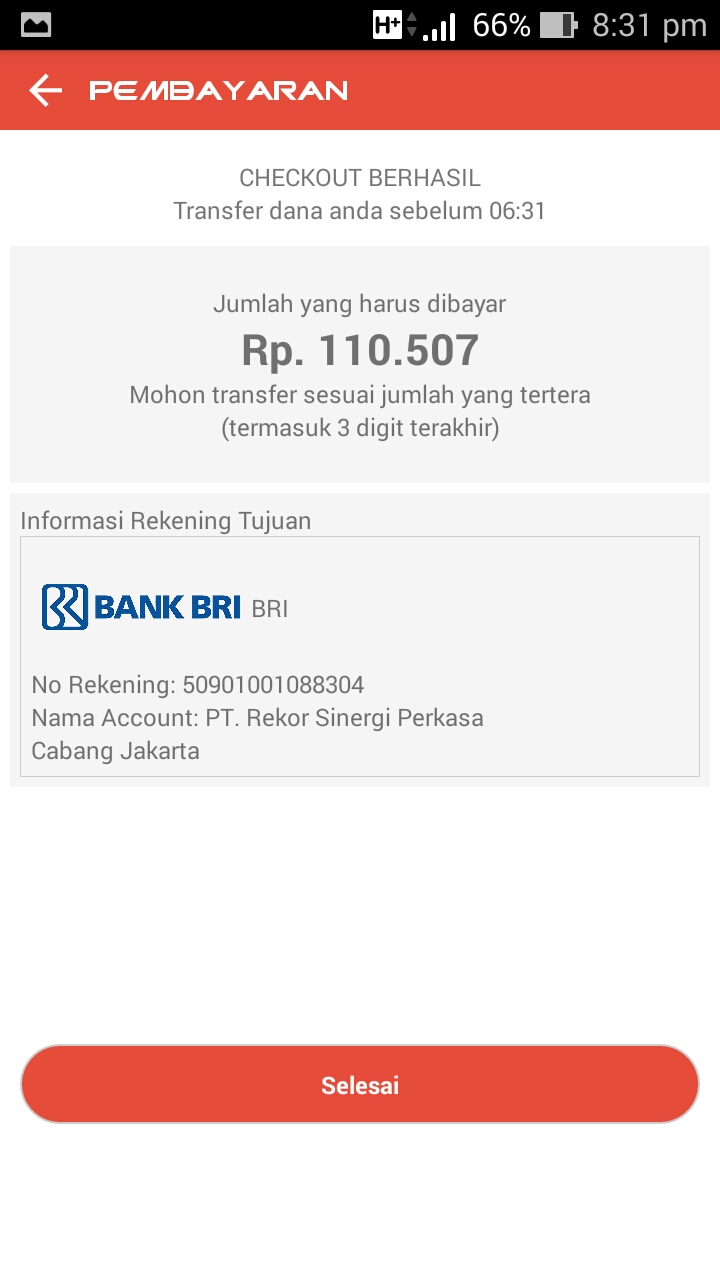 H+ 66% 8:31 pm
PEMBAYARAN
CHECKOUT BERHASIL
Transfer dana anda sebelum 06:31
Jumlah yang harus dibayar
Rp. 110.507
Mohon transfer sesuai jumlah yang tertera
(termasuk 3 digit terakhir)
Informasi Rekening Tujuan
BANK BRI BRI
No Rekening: 50901001088304
Nama Account: PT. Rekor Sinergi Perkasa
Cabang Jakarta
Selesai